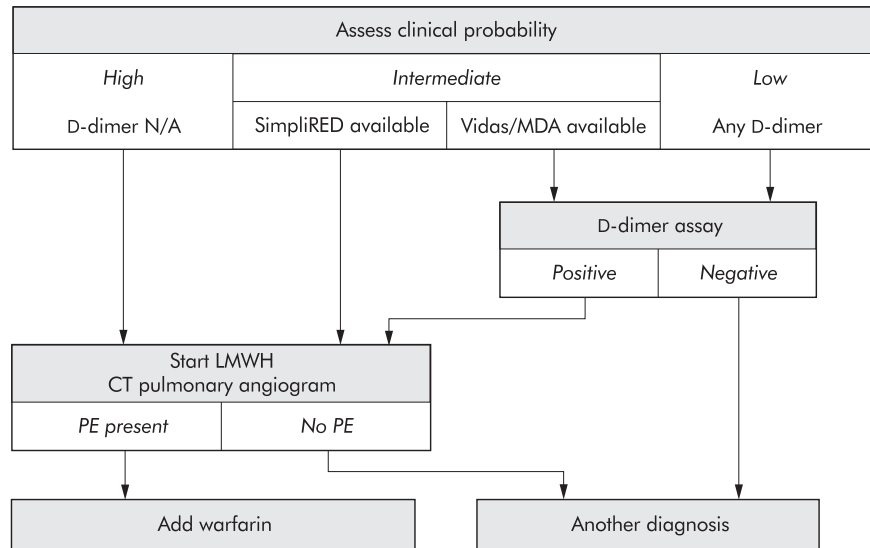 Assess clinical probability
High
Intermediate
Low
D-dimer N/A
SimpliRED available
Vidas/MDA available
Any D-dimer
D-dimer assay
Positive
Negative
Start LMWH
CT pulmonary angiogram
PE present
No PE
Add warfarin
Another diagnosis